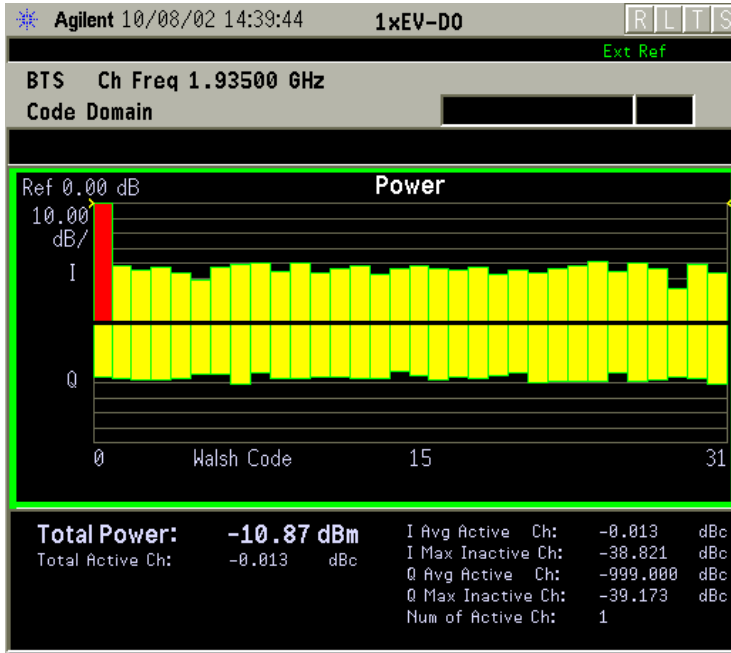 Agilent 10/08/02 14:39:44 1xEV-DO R L T S
Ext Ref
BTS Ch Freq 1.93500 GHz
Code Domain
Ref 0.00 dB Power
10.00
dB/
I
Q
0 Walsh Code 15 31
Total Power: -10.87 dBm
Total Active Ch: -0.013 dBc
I Avg Active Ch: -0.013 dBc
I Max Inactive Ch: -38.821 dBc
Q Avg Active Ch: -999.000 dBc
Q Max Inactive Ch: -39.173 dBc
Num of Active Ch: 1